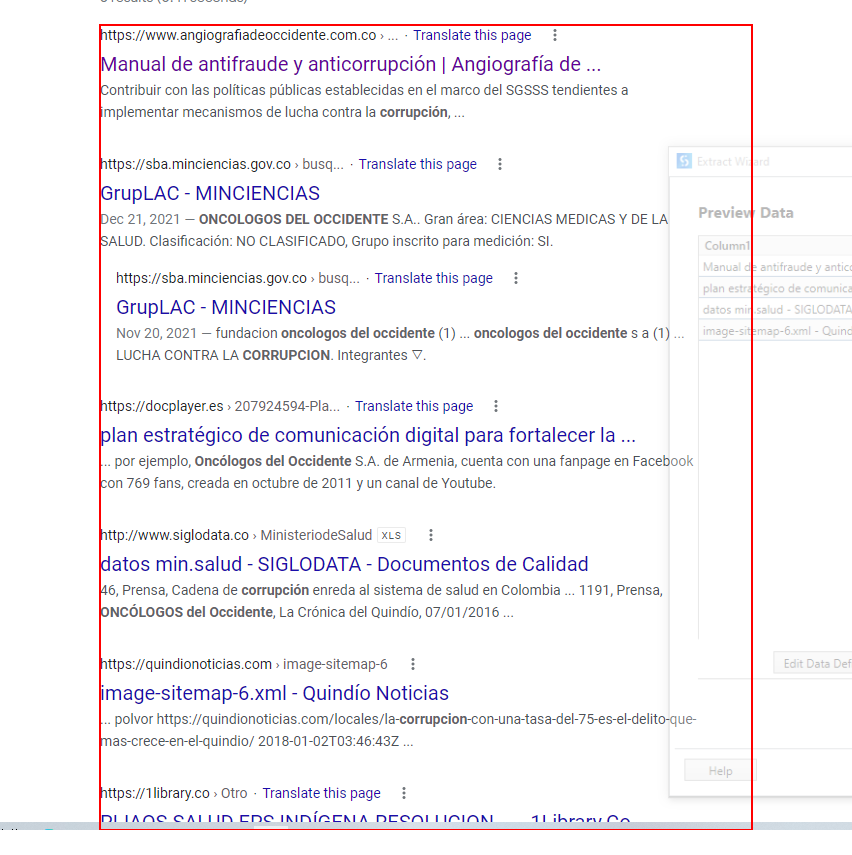 https://www.angiografiadeoccidente.com.co › ... · Translate this page
Manual de antifraude y anticorrupción | Angiografía de ...
Contribuir con las políticas públicas establecidas en el marco del SGSSS tendientes a
implementar mecanismos de lucha contra la corrupción, ...
https://sba.minciencias.gov.co › busq... · Translate this page
GrupLAC - MINCIENCIAS
Dec 21, 2021 — ONCOLOGOS DEL OCCIDENTE S.A.. Gran área: CIENCIAS MEDICAS Y DE LA
SALUD. Clasificación: NO CLASIFICADO, Grupo inscrito para medición: SI.
https://sba.minciencias.gov.co › busq... · Translate this page
GrupLAC - MINCIENCIAS
Nov 20, 2021 — fundacion oncologos del occidente (1) ... oncologos del occidente s a (1) ...
LUCHA CONTRA LA CORRUPCION. Integrantes ▽.
https://docplayer.es › 207924594-Pla... · Translate this page
plan estratégico de comunicación digital para fortalecer la ...
... por ejemplo, Oncólogos del Occidente S.A. de Armenia, cuenta con una fanpage en Facebook
con 769 fans, creada en octubre de 2011 y un canal de Youtube.
http://www.siglodata.co › MinisteriodeSalud XLS
datos min.salud - SIGLODATA - Documentos de Calidad
46, Prensa, Cadena de corrupción enreda al sistema de salud en Colombia ... 1191, Prensa,
ONCÓLOGOS del Occidente, La Crónica del Quindío, 07/01/2016 ...
https://quindionoticias.com › image-sitemap-6
image-sitemap-6.xml - Quindío Noticias
... polvor https://quindionoticias.com/locales/la-corrupcion-con-una-tasa-del-75-es-el-delito-que-
mas-crece-en-el-quindio/ 2018-01-02T03:46:43Z ...
https://1library.co › Otro · Translate this page
PIJAOS SALUD EPS INDÍGENA RESOLUCION ... - 1Library.Co
Extract Wizard
Preview Data
Column1
Manual de antifraude y antico
plan estratégico de comunica
datos min.salud - SIGLODATA
image-sitemap-6.xml - Quind
Edit Data Def
Help